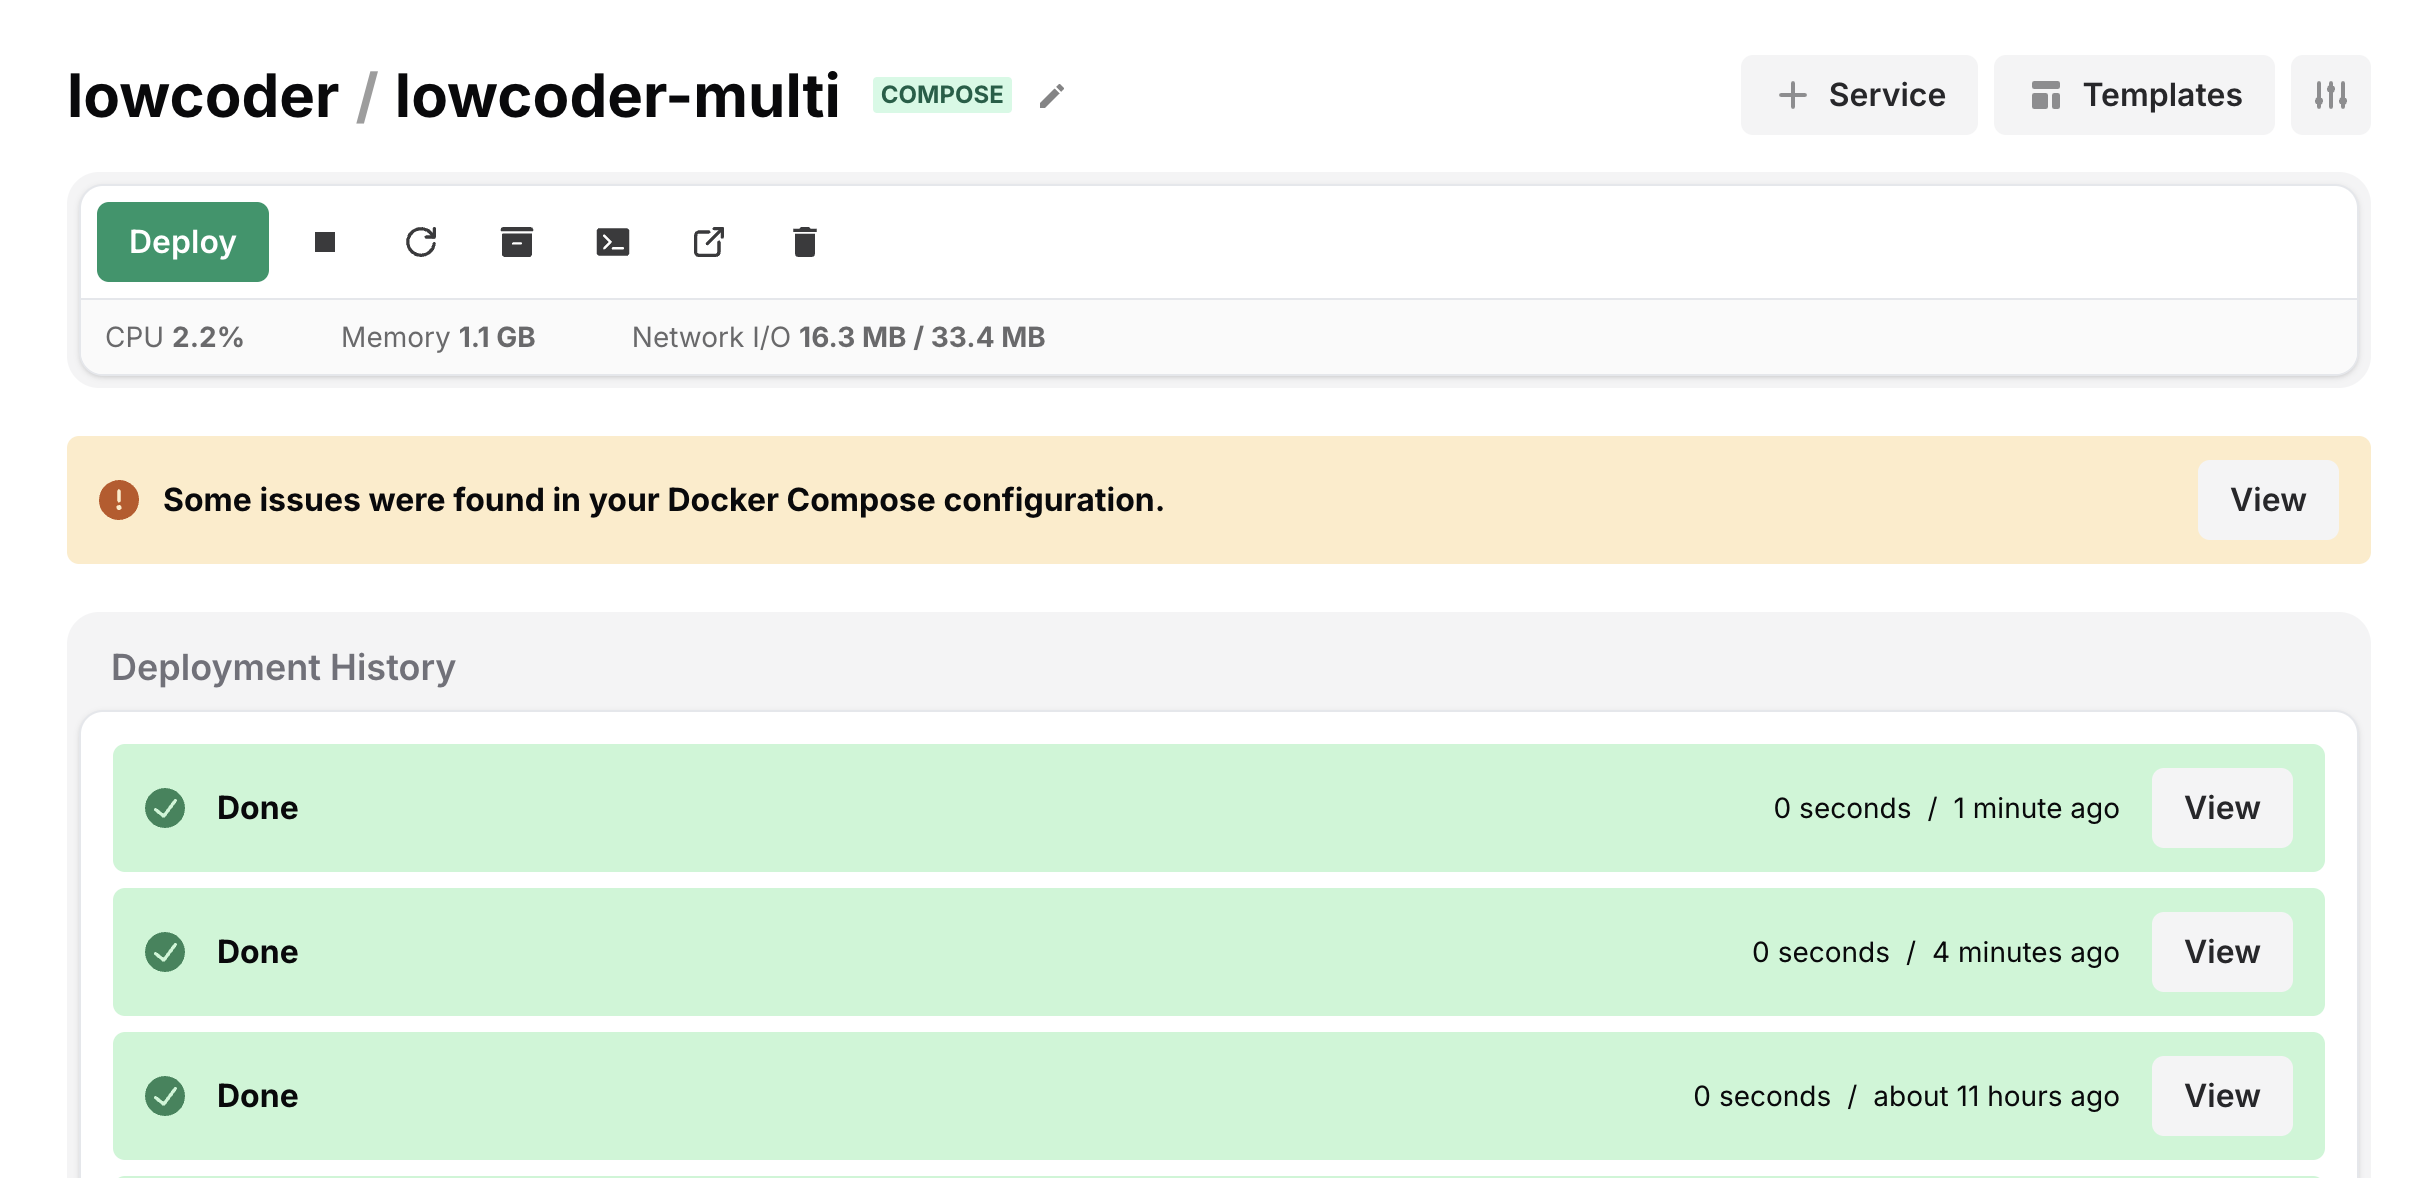 lowcoder / lowcoder-multi COMPOSE
Service
Templates
Deploy
CPU 2.2% Memory 1.1 GB Network I/O 16.3 MB / 33.4 MB
Some issues were found in your Docker Compose configuration. View
Deployment History
Done 0 seconds / 1 minute ago View
Done 0 seconds / 4 minutes ago View
Done 0 seconds / about 11 hours ago View